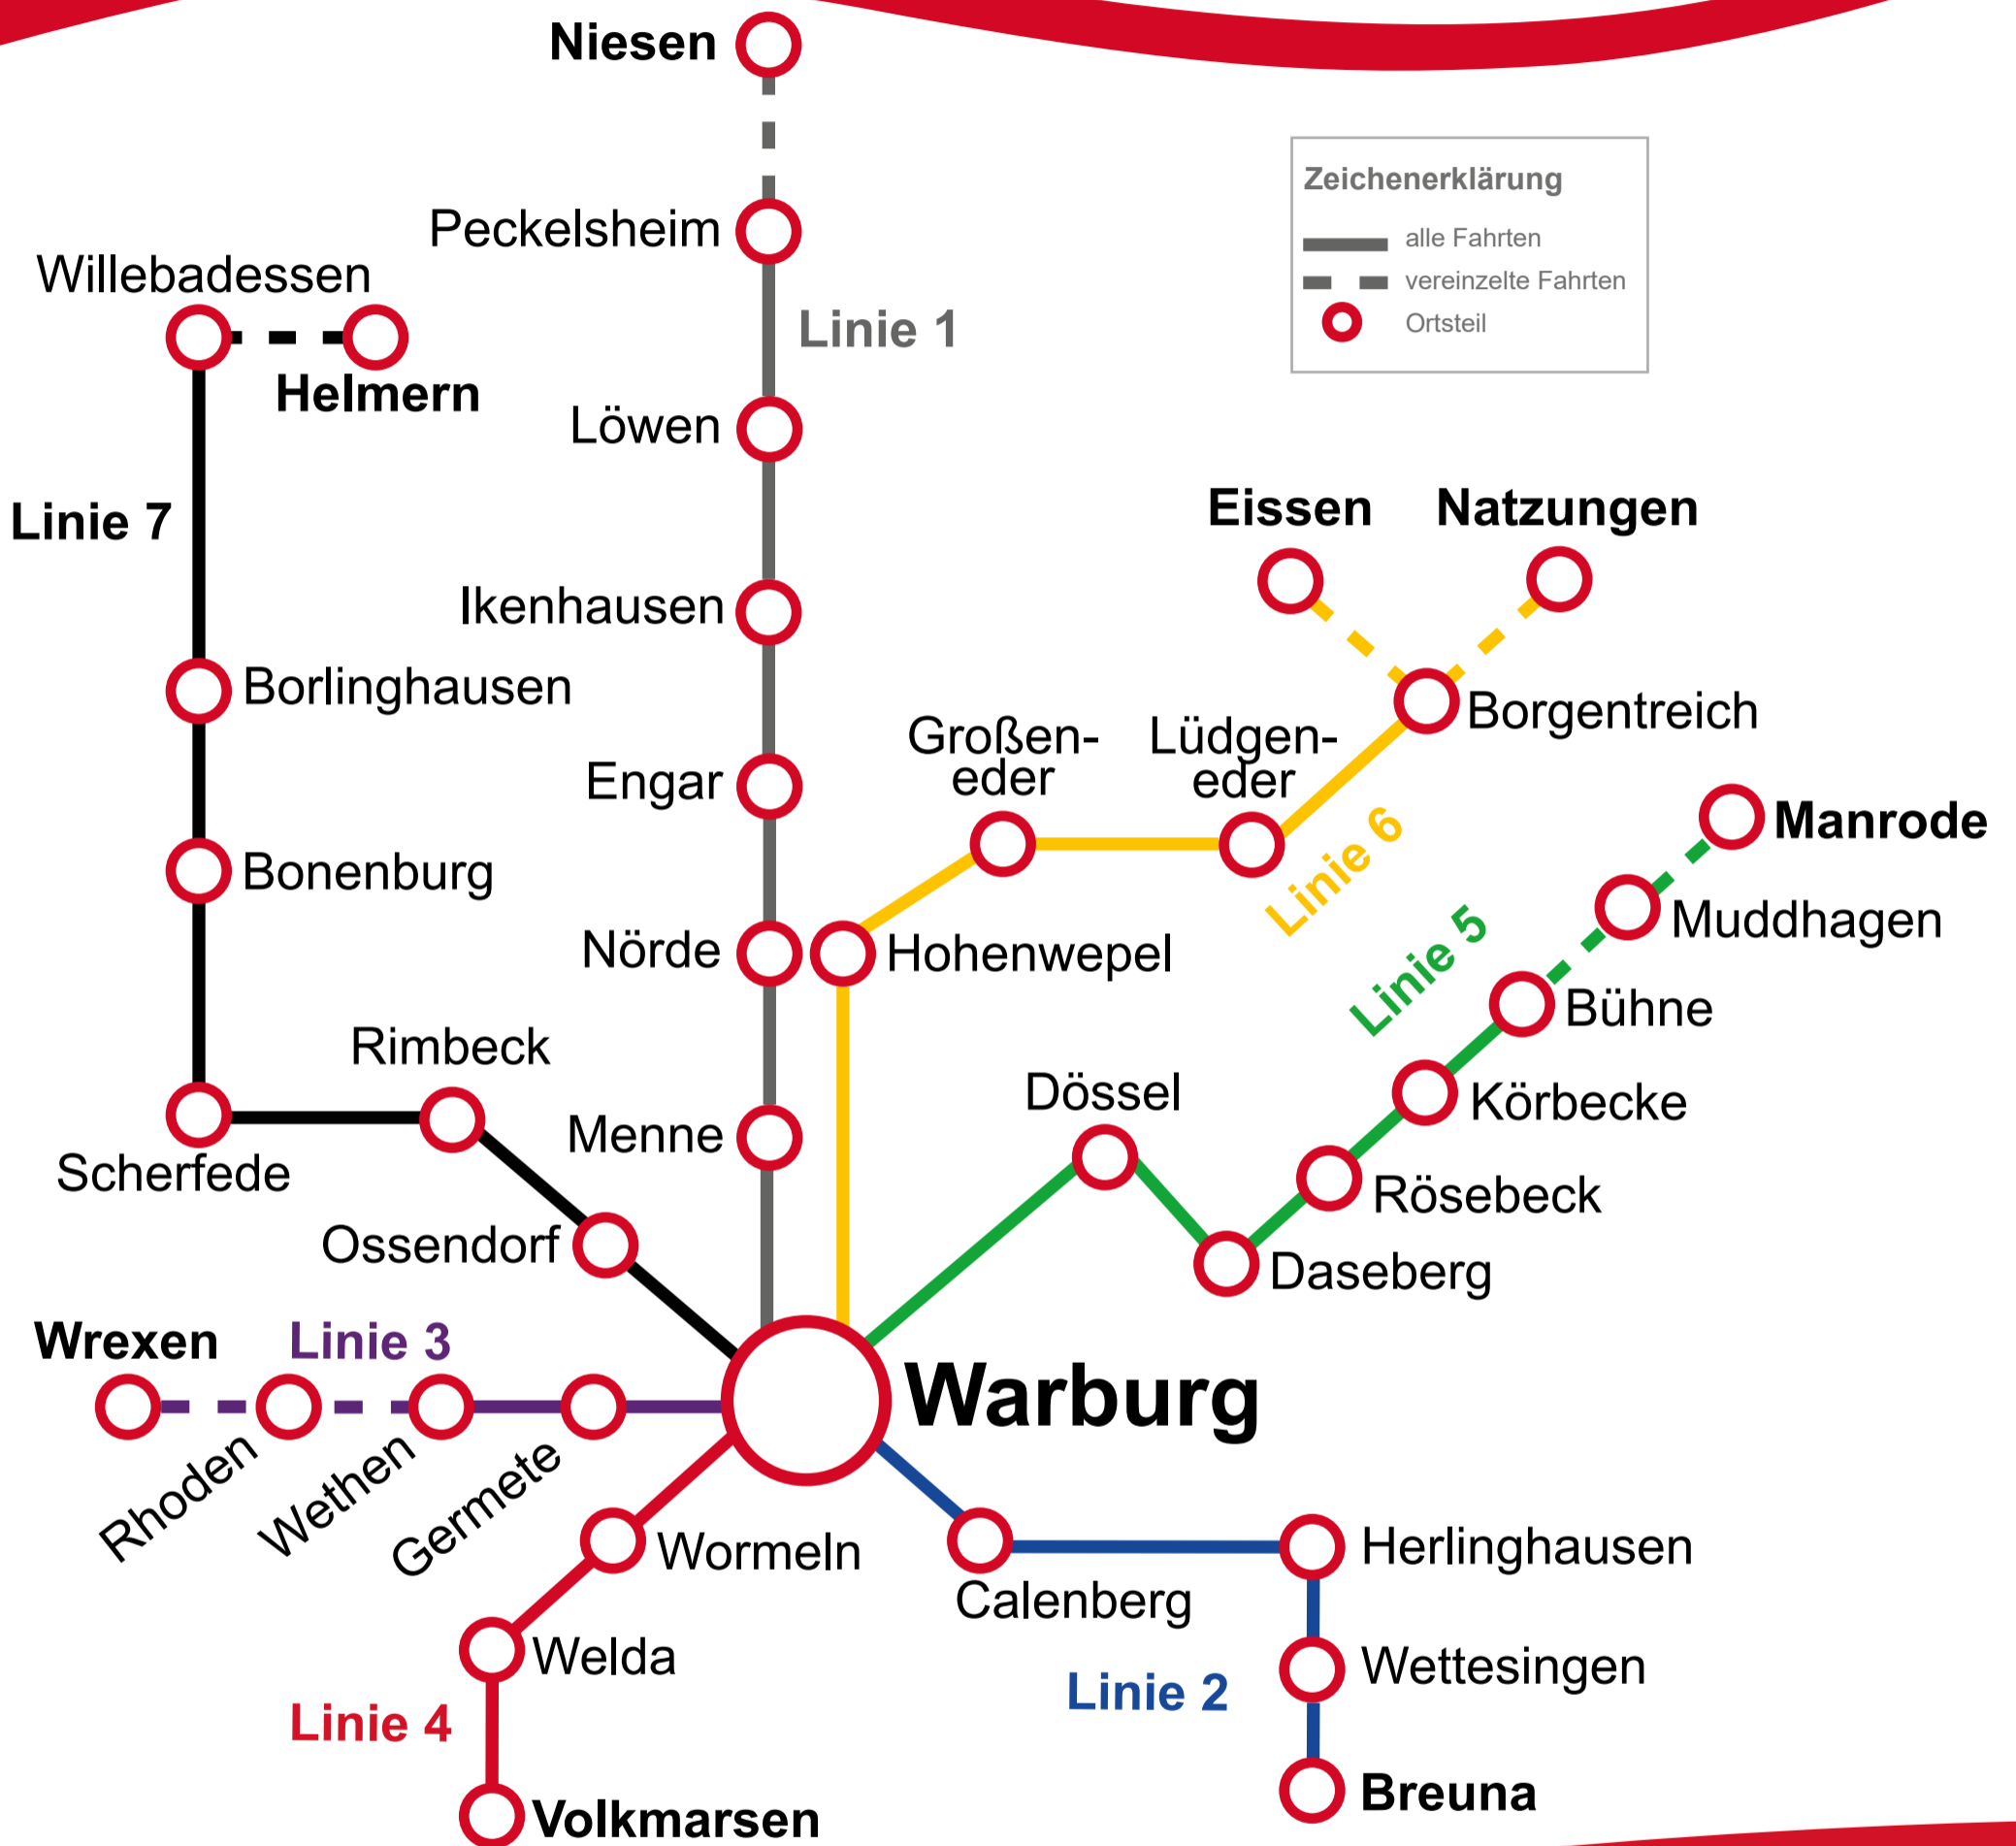 Niesen
Zeichenerklärung
alle Fahrten
vereinzelte Fahrten
Ortsteil
Peckelsheim
Willebadessen
Helmern
Linie 1
Löwen
Linie 7
Eissen
Natzungen
Ikenhausen
Borlinghausen
Borgentreich
Großen-
eder
Lüdgen-
eder
Engar
Linie 6
Manrode
Bonenburg
Muddhagen
Linie 5
Nörde
Hohenwepel
Bühne
Rimbeck
Dössel
Körbecke
Menne
Scherfede
Rösebeck
Ossendorf
Daseberg
Wrexen
Linie 3
Warburg
Rhoden
Wethen
Germete
Wormeln
Herlinghausen
Calenberg
Welda
Wettesingen
Linie 2
Linie 4
Breuna
Volkmarsen